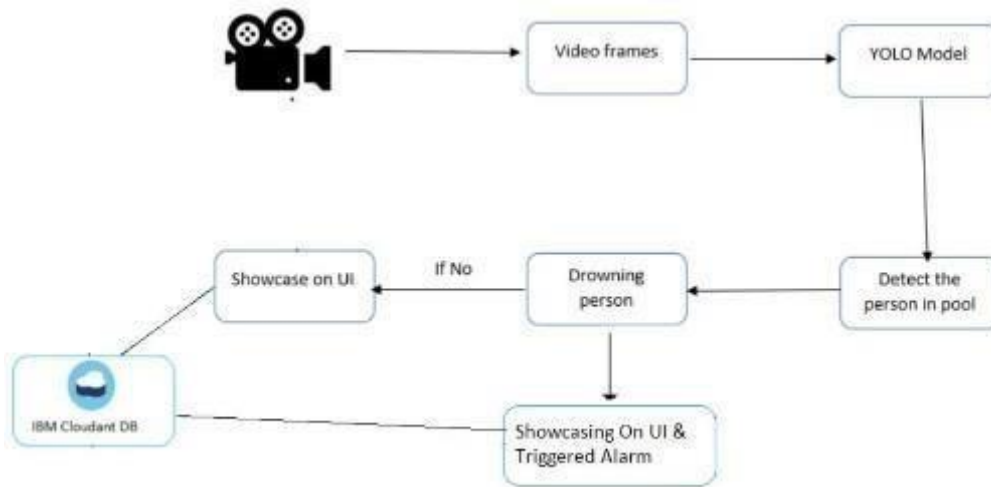 Video frames
YOLO Model
Showcase on UI
If No
Drowning
person
Detect the
person in pool
IBM Cloudant DB
Showcasing On UI &
Triggered Alarm